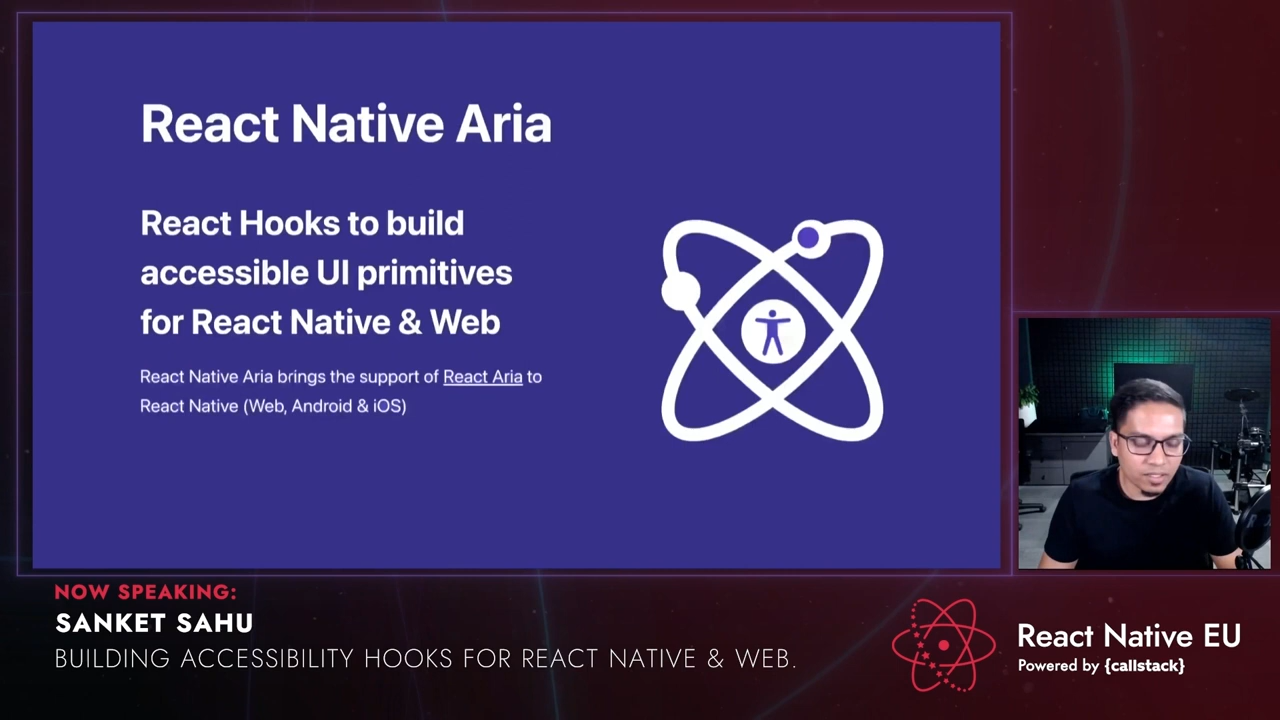 React Native Aria
React Hooks to build
accessible UI primitives
for React Native & Web
React Native Aria brings the support of React Aria to
React Native (Web, Android & iOS)
NOW SPEAKING:
SANKET SAHU
BUILDING ACCESSIBILITY HOOKS FOR REACT NATIVE & WEB.
React Native EU
Powered by {callstack}